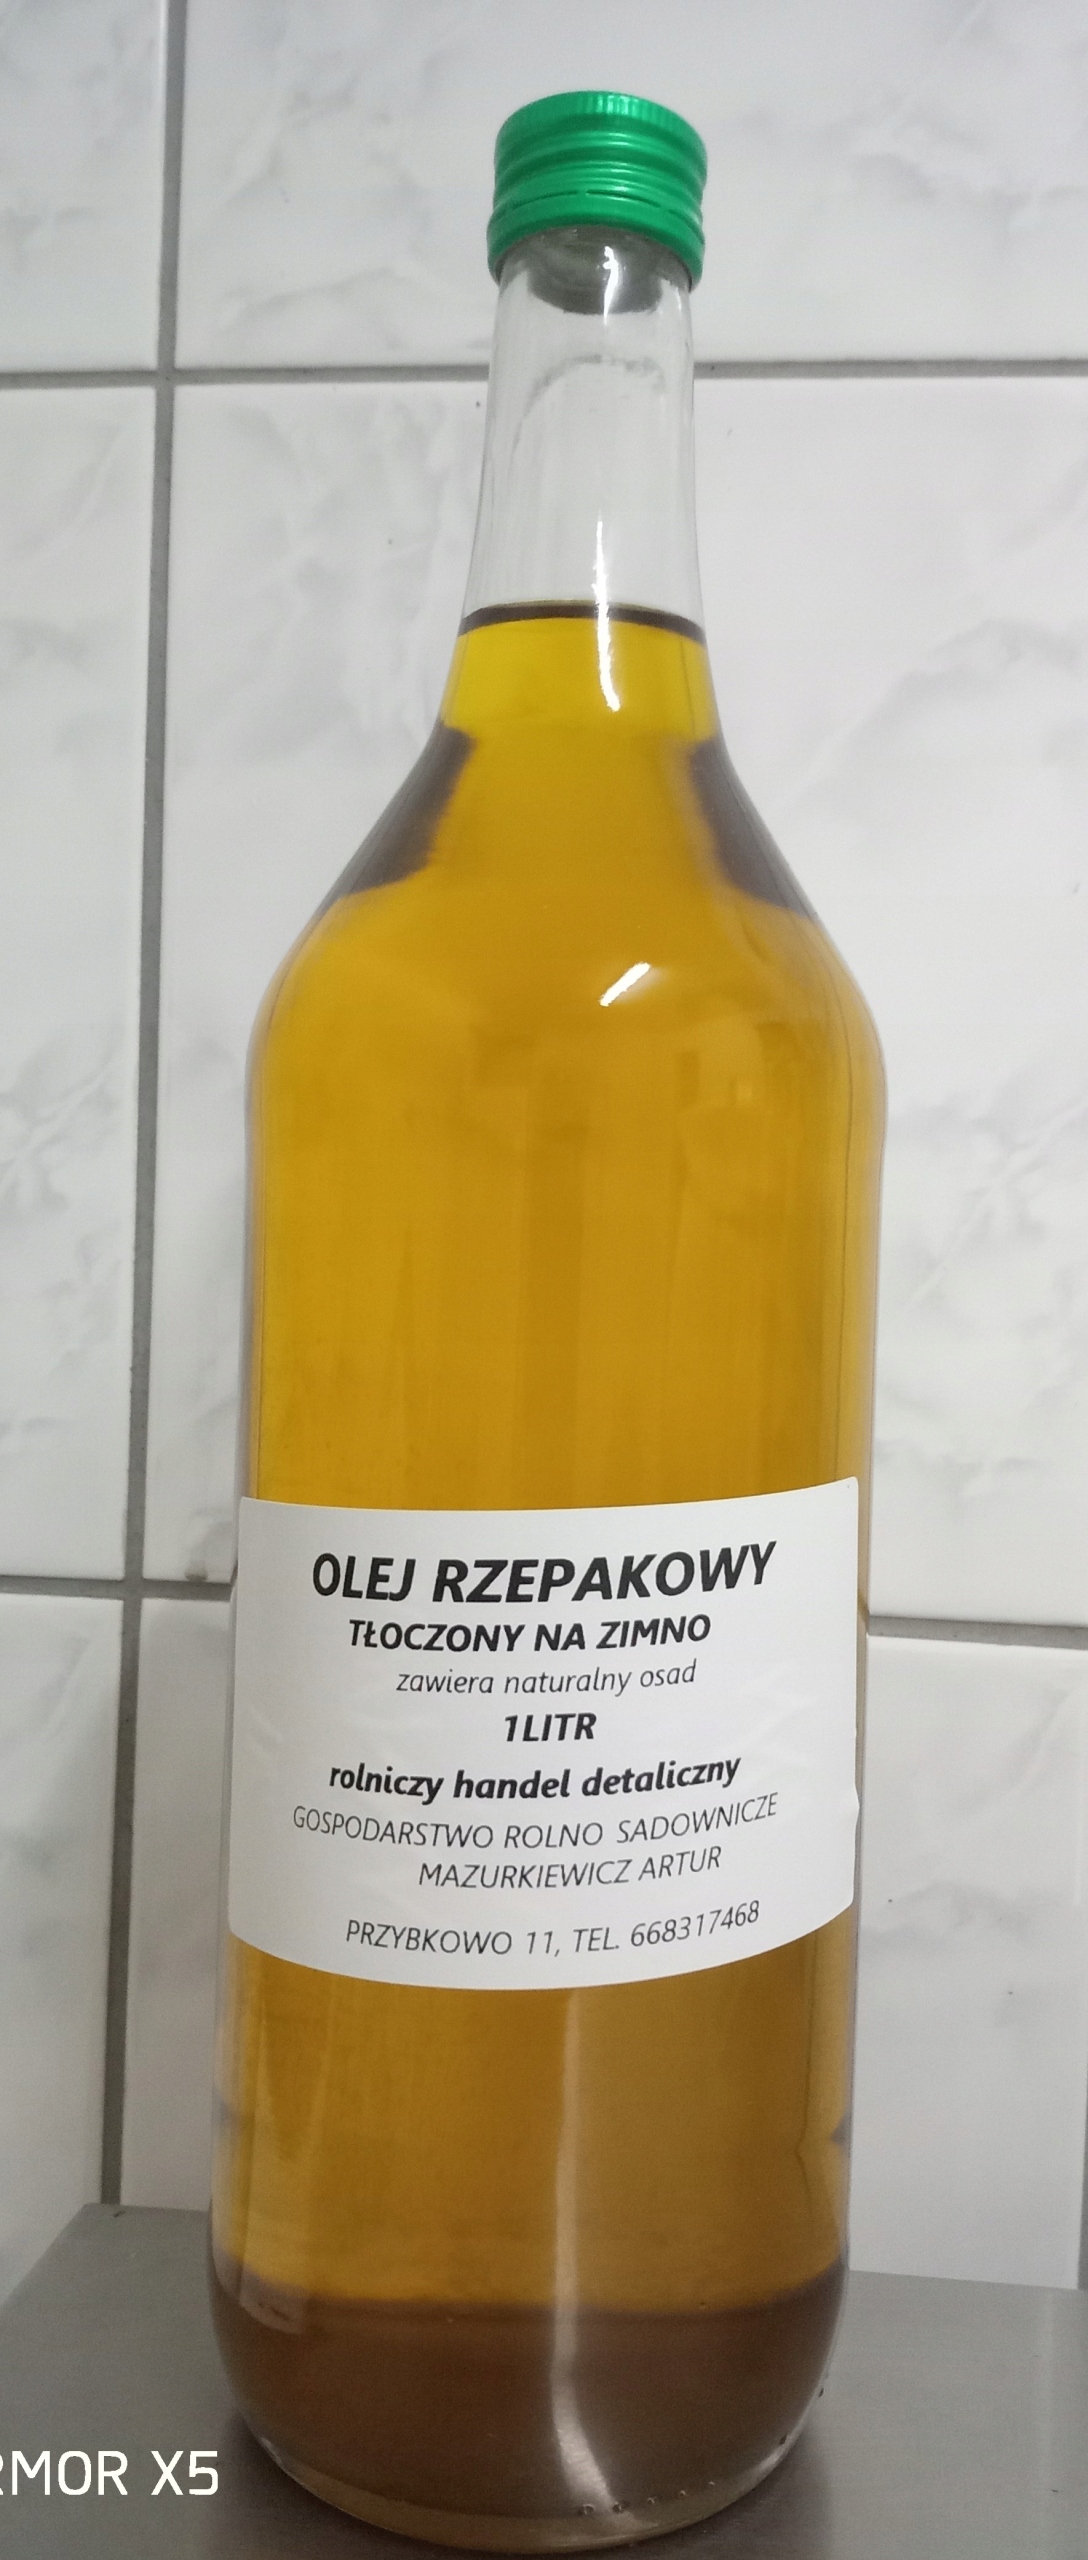 OLEJ RZEPAKOWY
TŁOCZONY NA ZIMNO
zawiera naturalny osad
1LITR
rolniczy handel detaliczny
GOSPODARSTWO ROLNO SADOWNICZE
MAZURKIEWICZ ARTUR
PRZYBKOWO 11, TEL. 668317468
RMOR X5